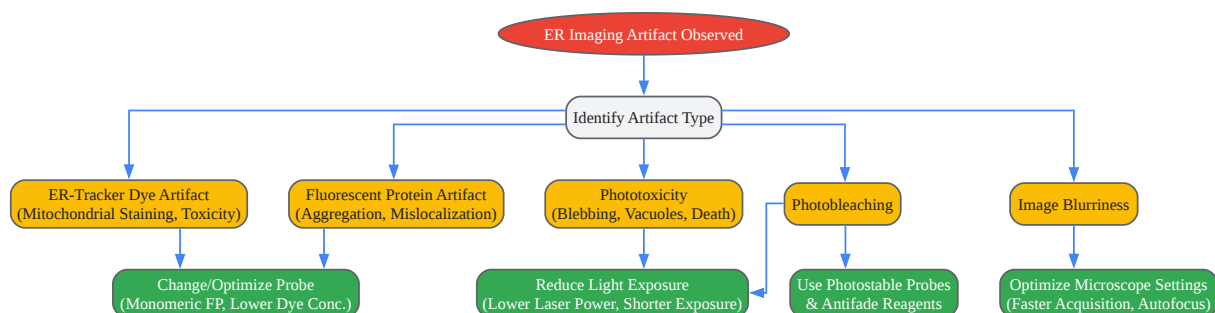 ER Imaging Artifact Observed
Identify Artifact Type
ER-Tracker Dye Artifact
(Mitochondrial Staining, Toxicity)
Fluorescent Protein Artifact
(Aggregation, Mislocalization)
Phototoxicity
(Blebbing, Vacuoles, Death)
Photobleaching
Image Blurriness
Change/Optimize Probe
(Monomeric FP, Lower Dye Conc.)
Reduce Light Exposure
(Lower Laser Power, Shorter Exposure)
Use Photostable Probes
& Antifade Reagents
Optimize Microscope Settings
(Faster Acquisition, Autofocus)